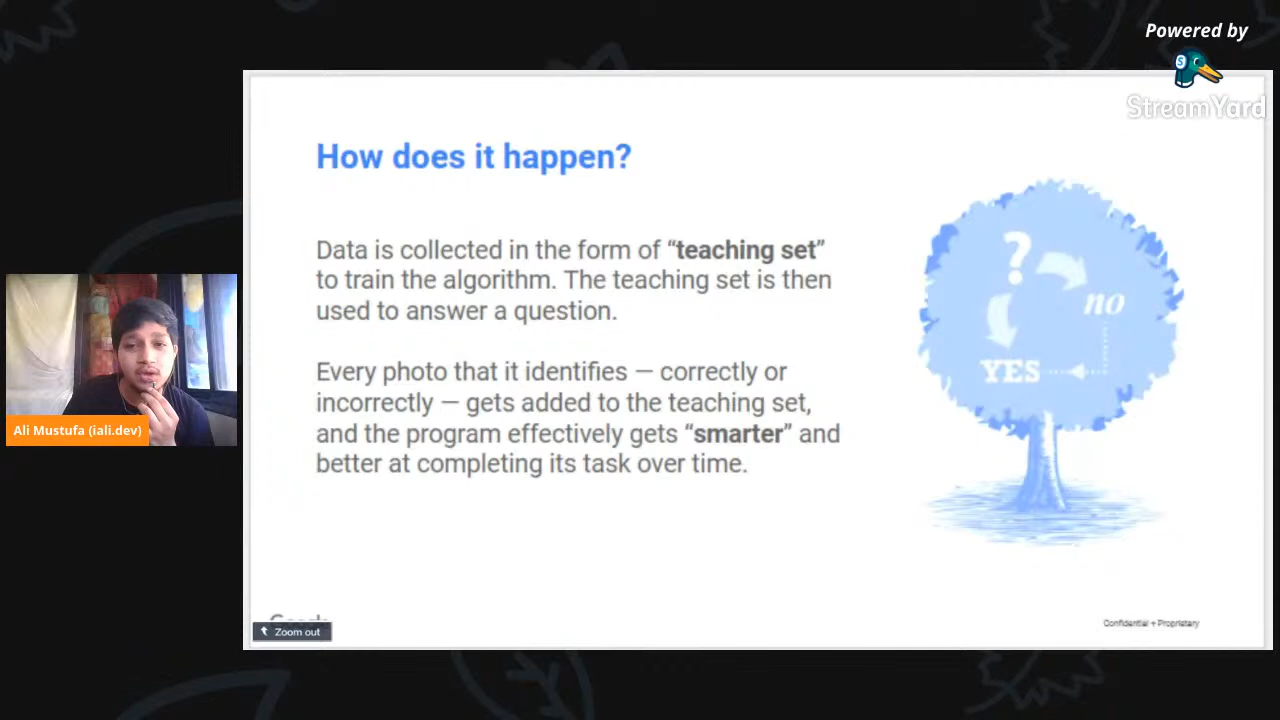 Powered by
StreamYard
How does it happen?
Data is collected in the form of “teaching set”
to train the algorithm. The teaching set is then
used to answer a question.
Every photo that it identifies — correctly or
incorrectly — gets added to the teaching set,
and the program effectively gets “smarter” and
better at completing its task over time.
?
no
YES
Ali Mustufa (iali.dev)
Zoom out
Confidential + Proprietary